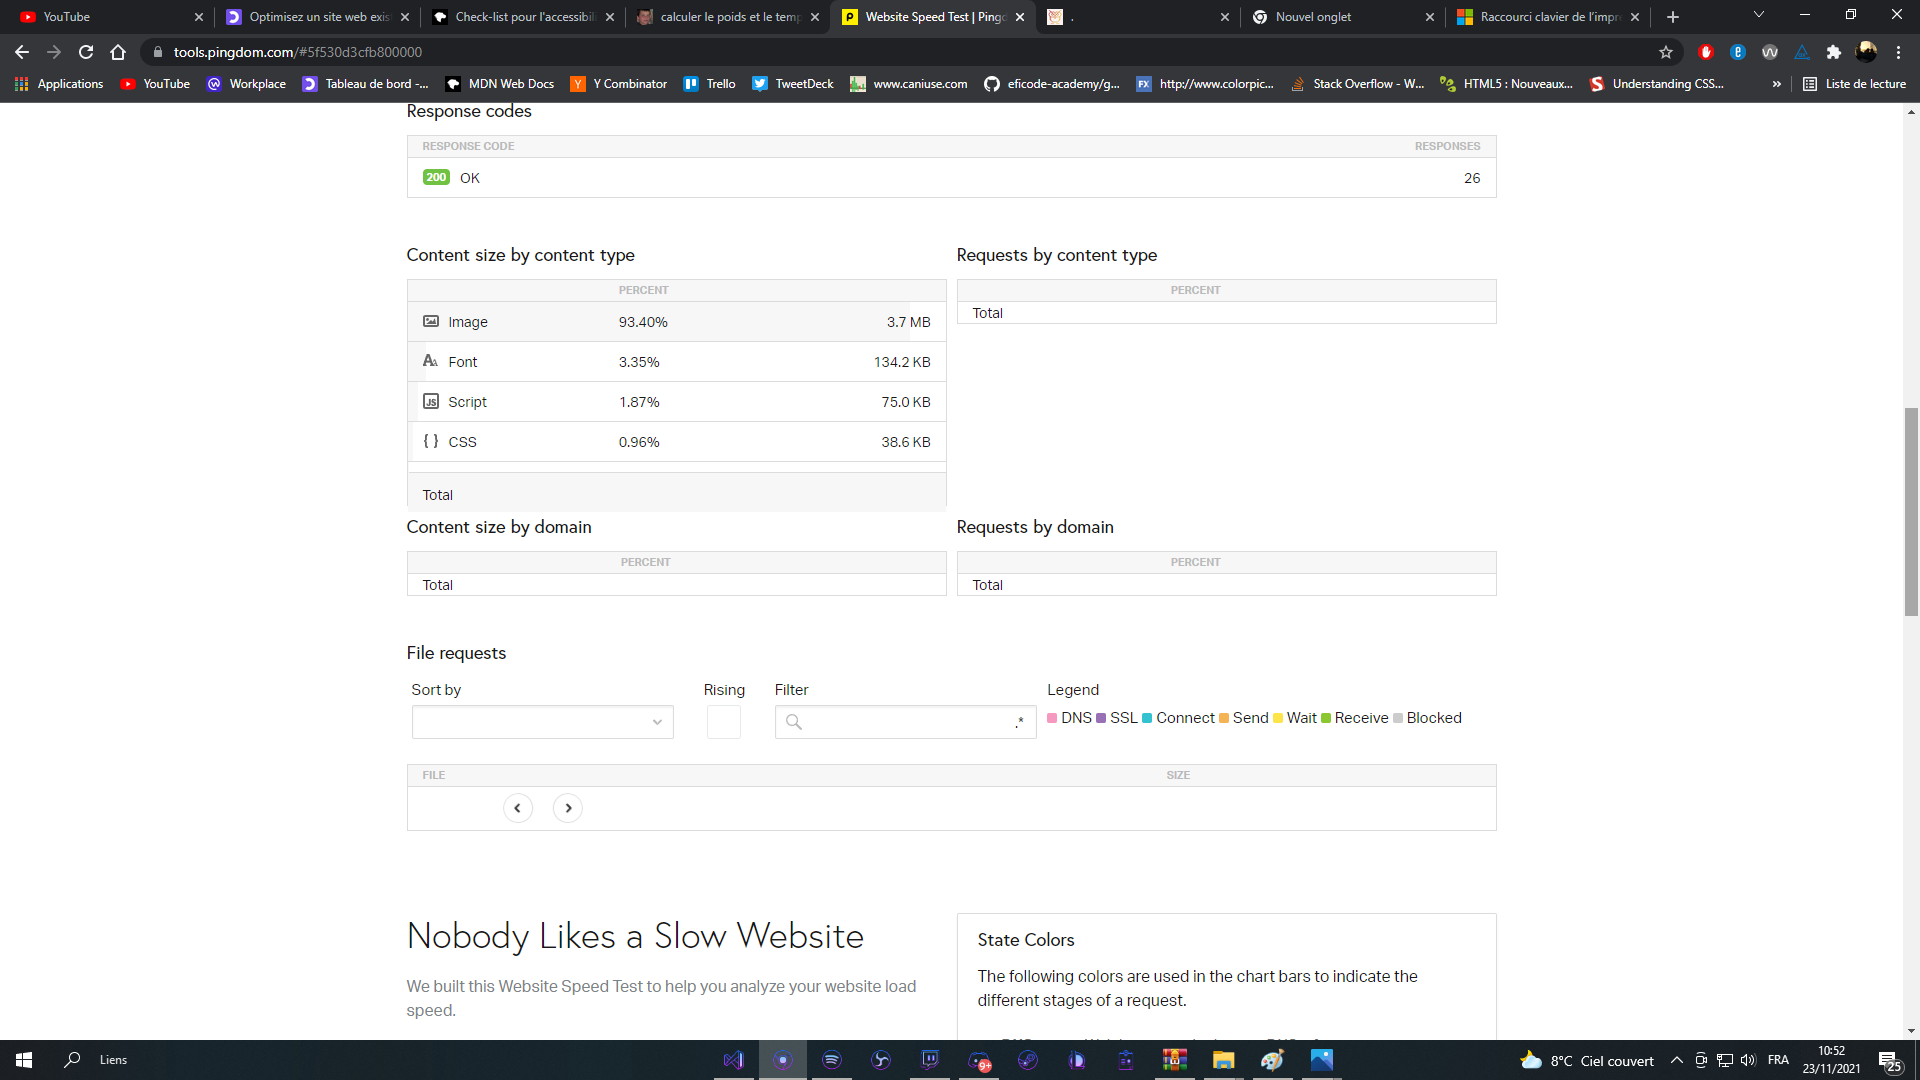 YouTube
Optimisez un site web exis
Check-list pour l'accessibil
calculer le poids et le temp
Website Speed Test | Pingd
.
Nouvel onglet
Raccourci clavier de l'impr
tools.pingdom.com/#5f530d3cfb800000
Applications
YouTube
Workplace
Tableau de bord -...
MDN Web Docs
Y Combinator
Trello
TweetDeck
www.caniuse.com
eficode-academy/g...
http://www.colorpic...
Stack Overflow - W...
HTML5 : Nouveaux...
Understanding CSS...
»
Liste de lecture
Response codes
RESPONSE CODE RESPONSES
200 OK 26
Content size by content type
PERCENT
Image 93.40% 3.7 MB
Font 3.35% 134.2 KB
Script 1.87% 75.0 KB
CSS 0.96% 38.6 KB
Total
Requests by content type
PERCENT
Total
Content size by domain
PERCENT
Total
Requests by domain
PERCENT
Total
File requests
Sort by
Rising
Filter
.*
Legend
DNS SSL Connect Send Wait Receive Blocked
FILE SIZE
Nobody Likes a Slow Website
We built this Website Speed Test to help you analyze your website load
speed.
State Colors
The following colors are used in the chart bars to indicate the
different stages of a request.
Liens
9+
8°C Ciel couvert
FRA
10:52
23/11/2021
25